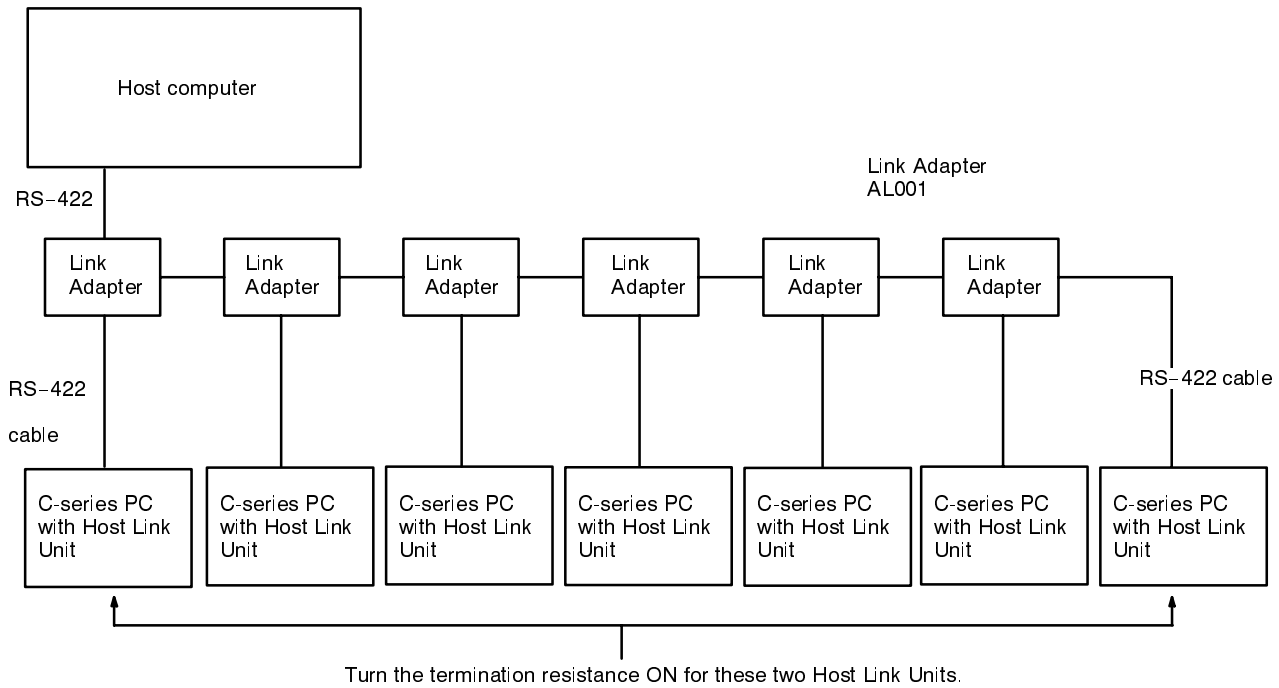 Host computer
Link Adapter
AL001
RS-422
Link
Adapter
Link
Adapter
Link
Adapter
Link
Adapter
Link
Adapter
Link
Adapter
RS-422
cable
RS-422 cable
C-series PC
with Host Link
Unit
C-series PC
with Host Link
Unit
C-series PC
with Host Link
Unit
C-series PC
with Host Link
Unit
C-series PC
with Host Link
Unit
C-series PC
with Host Link
Unit
C-series PC
with Host Link
Unit
Turn the termination resistance ON for these two Host Link Units.